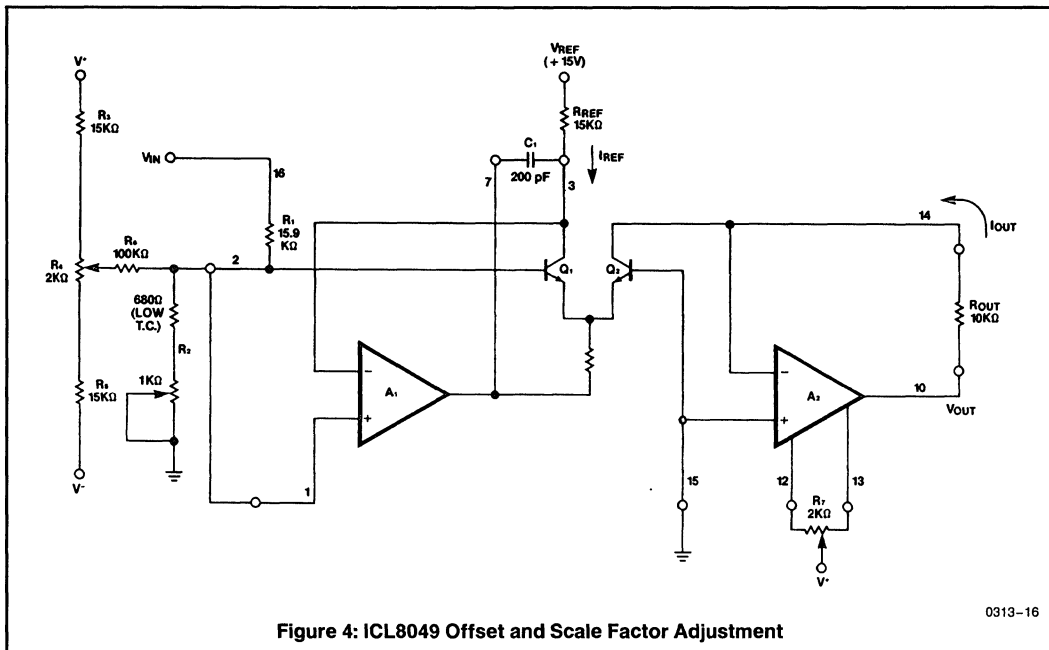 V+
R3
15KΩ
VIN
16
R1
15.9
KΩ
R6
100KΩ
R4
2KΩ
2
680Ω
(LOW
T.C.)
R2
1KΩ
R5
15KΩ
V-
1
VREF
(+ 15V)
RREF
15KΩ
C1
200 pF
7
3
IREF
Q1
Q2
A1
-
+
14
IOUT
ROUT
10KΩ
A2
-
+
10
VOUT
15
12
13
R7
2KΩ
V+
0313-16
Figure 4: ICL8049 Offset and Scale Factor Adjustment